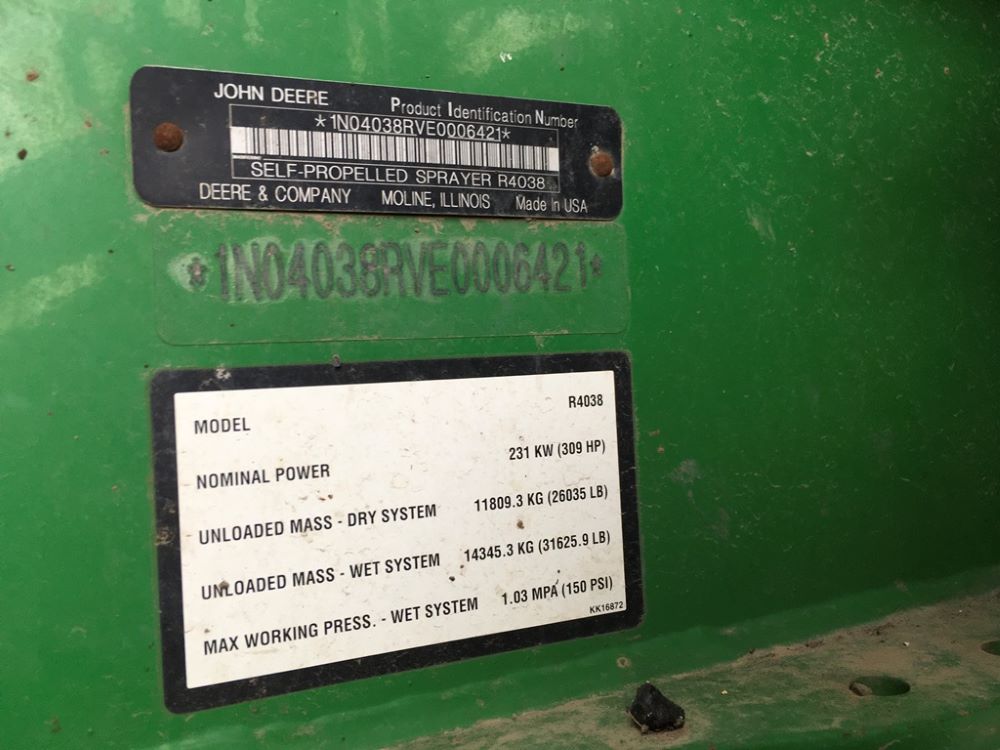 JOHN DEERE
Product Identification Number
*1N04038RVE0006421*
SELF-PROPELLED SPRAYER R4038
DEERE & COMPANY MOLINE, ILLINOIS Made in USA
*1N04038RVE0006421*
MODEL R4038
NOMINAL POWER 231 KW (309 HP)
UNLOADED MASS - DRY SYSTEM 11809.3 KG (26035 LB)
UNLOADED MASS - WET SYSTEM 14345.3 KG (31625.9 LB)
MAX WORKING PRESS. - WET SYSTEM 1.03 MPA (150 PSI)
KK16872